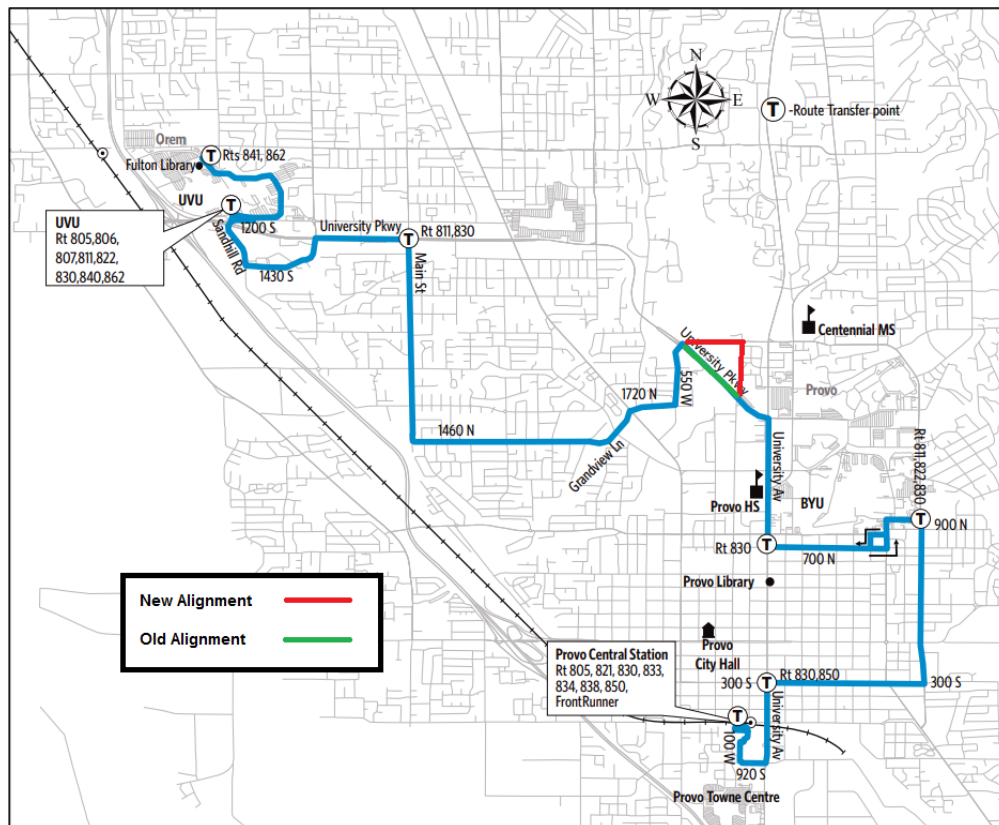 N
W
E
S
T
-Route Transfer point
Orem
T
Rts 841, 862
Fulton Library
UVU
T
UVU
Rt 805,806,
807,811,822,
830,840,862
1200 S
Sandhill Rd
1430 S
University Pkwy
T
Rt 811,830
Main St
Centennial MS
University Pkwy
550 W
1720 N
Provo
1460 N
Grandview Ln
University Av
Rt 811,822,830
Provo HS
BYU
T
900 N
Rt 830
T
700 N
Provo Library
New Alignment
Old Alignment
Provo
City Hall
Provo Central Station
Rt 805, 821, 830, 833,
834, 838, 850,
FrontRunner
Rt 830,850
300 S
T
300 S
T
100 W
University Av
920 S
Provo Towne Centre